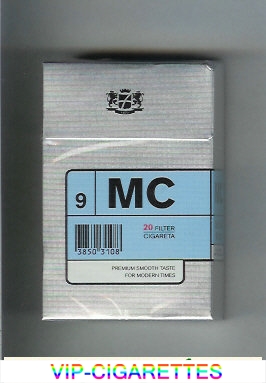 9 MC
20 FILTER
CIGARETA
3850 3108
PREMIUM SMOOTH TASTE
FOR MODERN TIMES
VIP-CIGARETTES